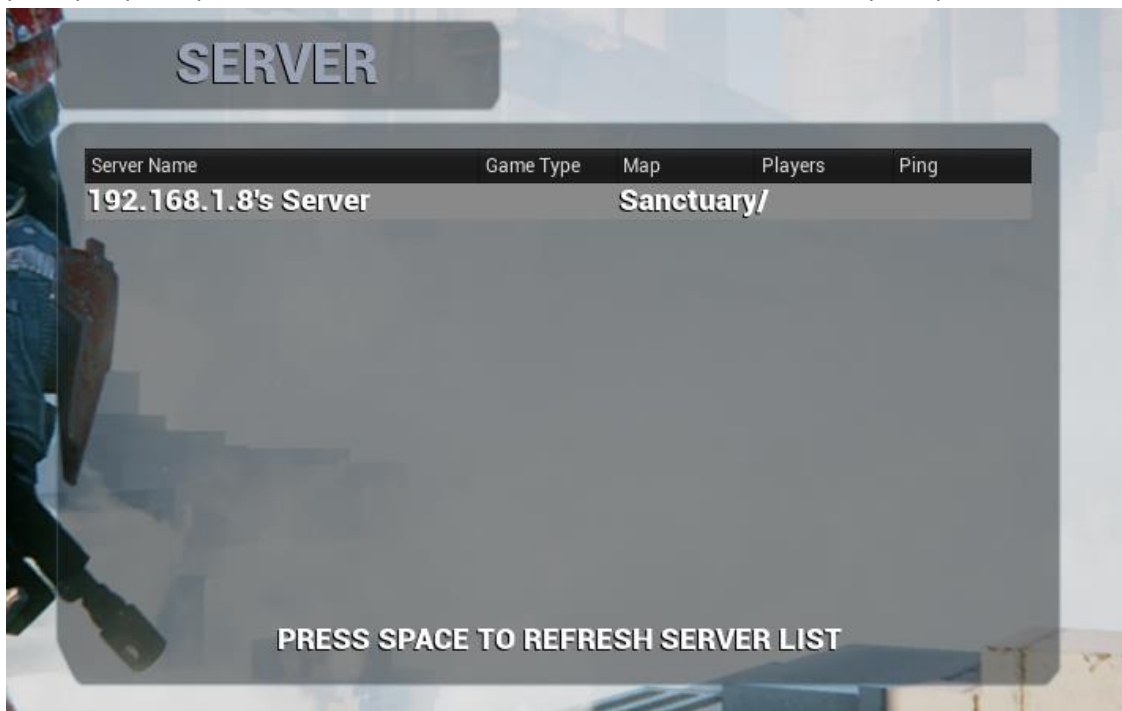 SERVER
Server Name Game Type Map Players Ping
192.168.1.8's Server Sanctuary/
PRESS SPACE TO REFRESH SERVER LIST